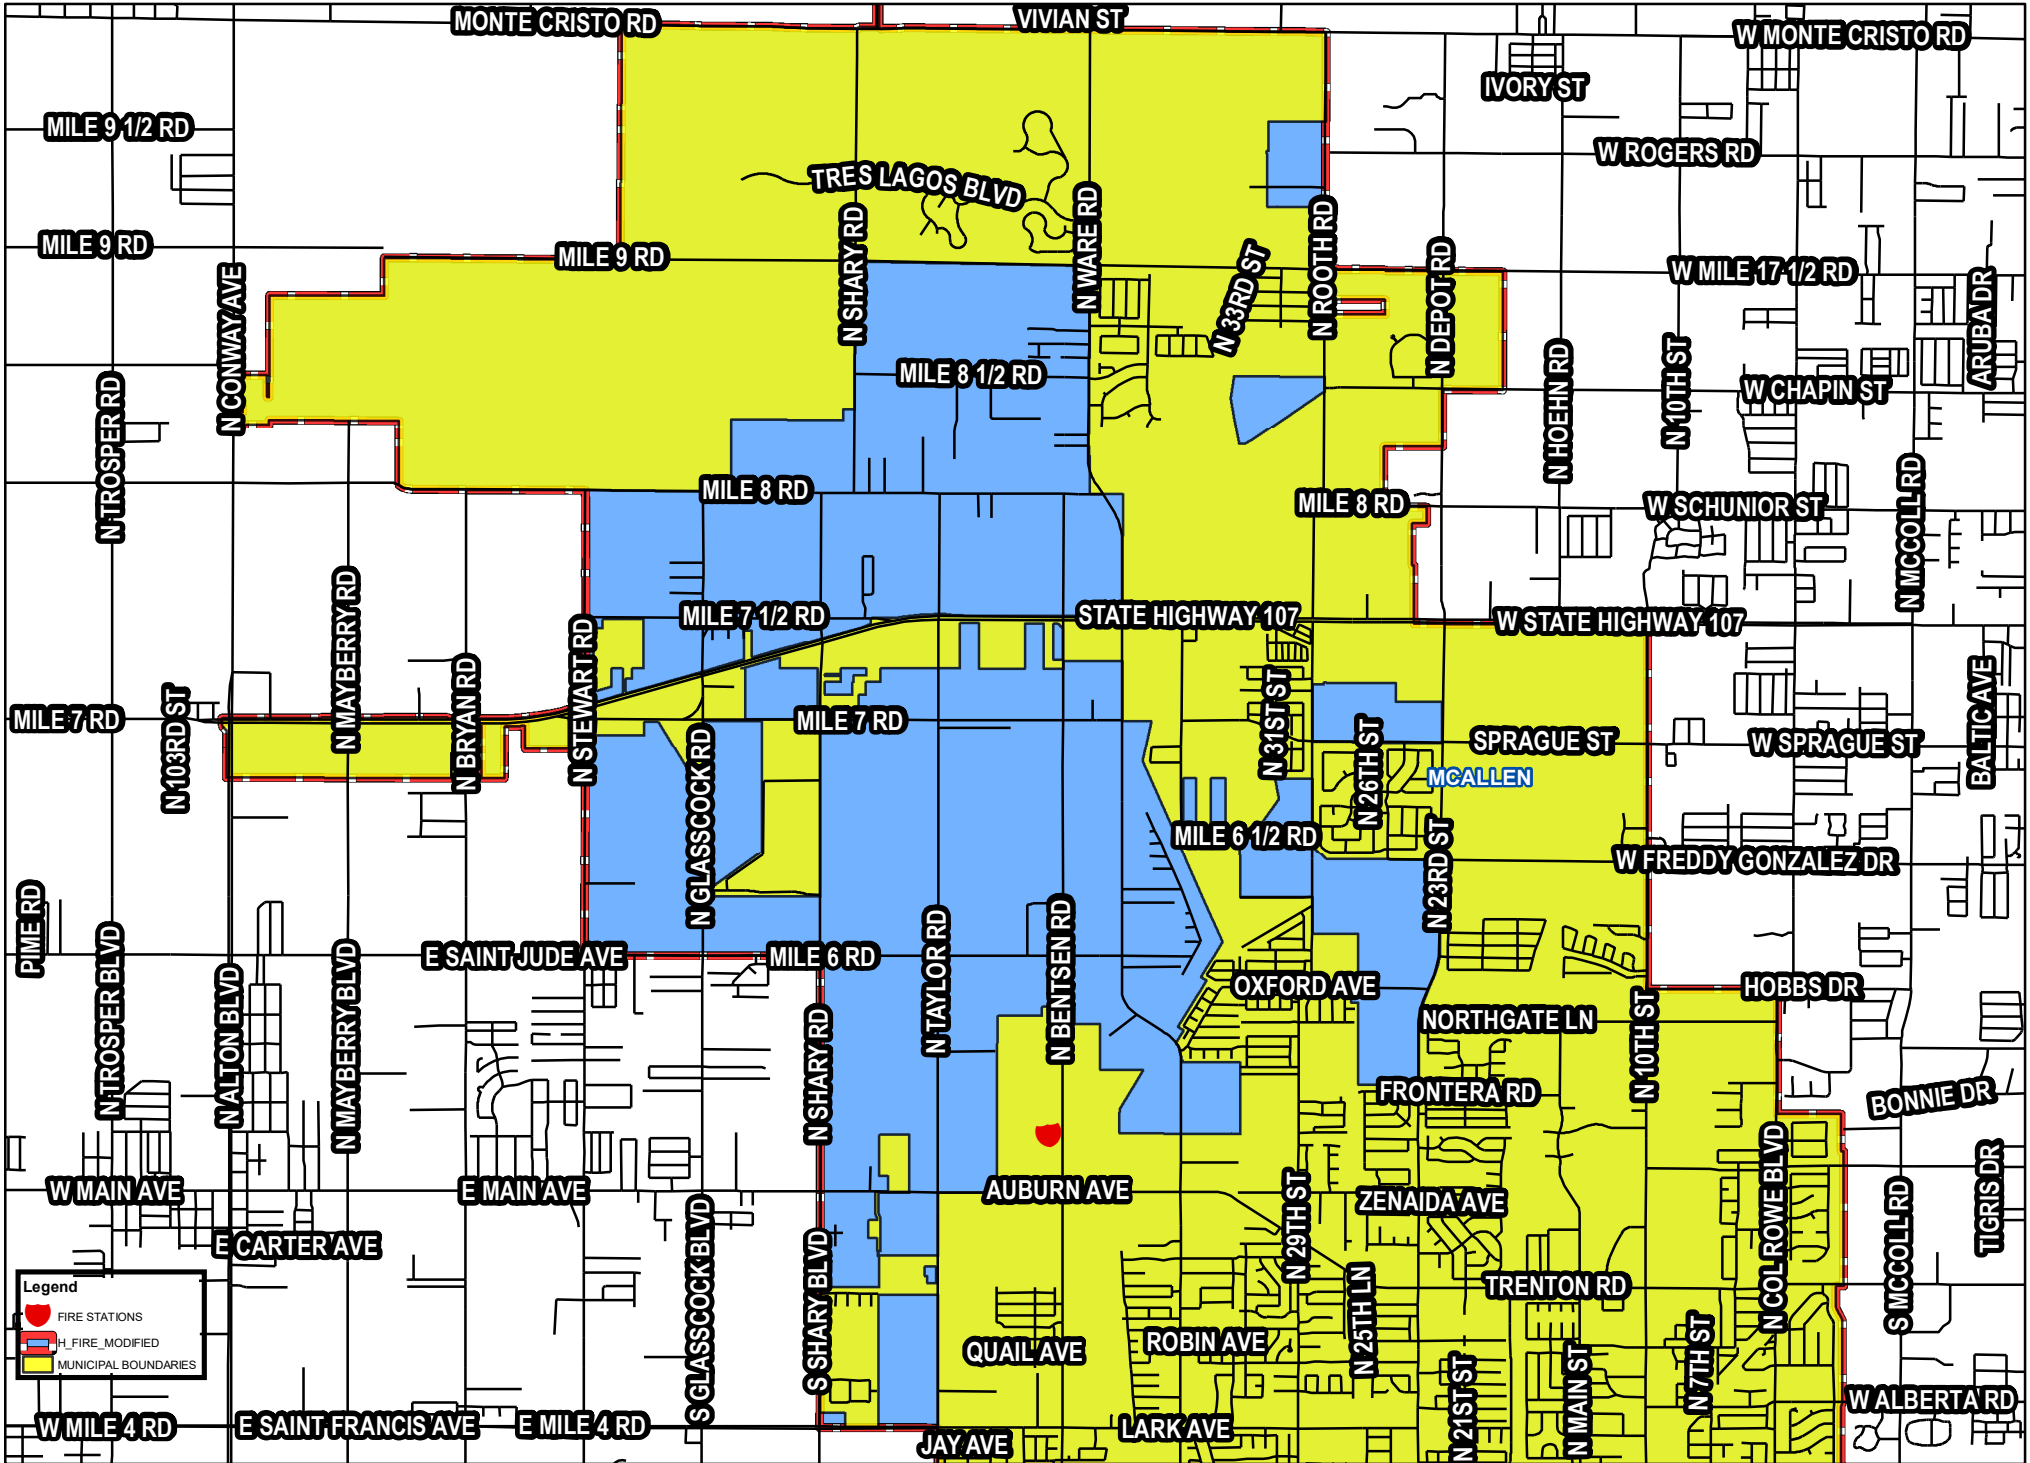 MONTE CRISTO RD
VIVIAN ST
W MONTE CRISTO RD
IVORY ST
MILE 9 1/2 RD
W ROGERS RD
TRES LAGOS BLVD
N SHARY RD
N WARE RD
N ROOTH RD
MILE 9 RD
MILE 9 RD
N 33RD ST
N DEPOT RD
W MILE 17 1/2 RD
ARUBA DR
N CONWAY AVE
MILE 8 1/2 RD
N HOEHN RD
N 10TH ST
W CHAPIN ST
N TROSPER RD
MILE 8 RD
MILE 8 RD
W SCHUNIOR ST
N MCCOLL RD
N MAYBERRY RD
MILE 7 1/2 RD
STATE HIGHWAY 107
W STATE HIGHWAY 107
N STEWART RD
N BRYAN RD
N 103RD ST
MILE 7 RD
MILE 7 RD
N 31ST ST
N 26TH ST
SPRAGUE ST
W SPRAGUE ST
BALTIC AVE
MCALLEN
N GLASSCOCK RD
MILE 6 1/2 RD
N 23RD ST
W FREDDY GONZALEZ DR
PIME RD
N TROSPER BLVD
N ALTON BLVD
N MAYBERRY BLVD
E SAINT JUDE AVE
MILE 6 RD
N TAYLOR RD
N BENTSEN RD
OXFORD AVE
HOBBS DR
NORTHGATE LN
N 10TH ST
N SHARY RD
FRONTERA RD
BONNIE DR
W MAIN AVE
E MAIN AVE
AUBURN AVE
N 29TH ST
ZENAIDA AVE
N COL ROWE BLVD
TIGRIS DR
E CARTER AVE
S GLASSCOCK BLVD
S SHARY BLVD
N 25TH LN
TRENTON RD
S MCCOLL RD
Legend
FIRE STATIONS
H_FIRE_MODIFIED
MUNICIPAL BOUNDARIES
QUAIL AVE
ROBIN AVE
N 21ST ST
N MAIN ST
N 7TH ST
W ALBERTA RD
W MILE 4 RD
E SAINT FRANCIS AVE
E MILE 4 RD
JAY AVE
LARK AVE